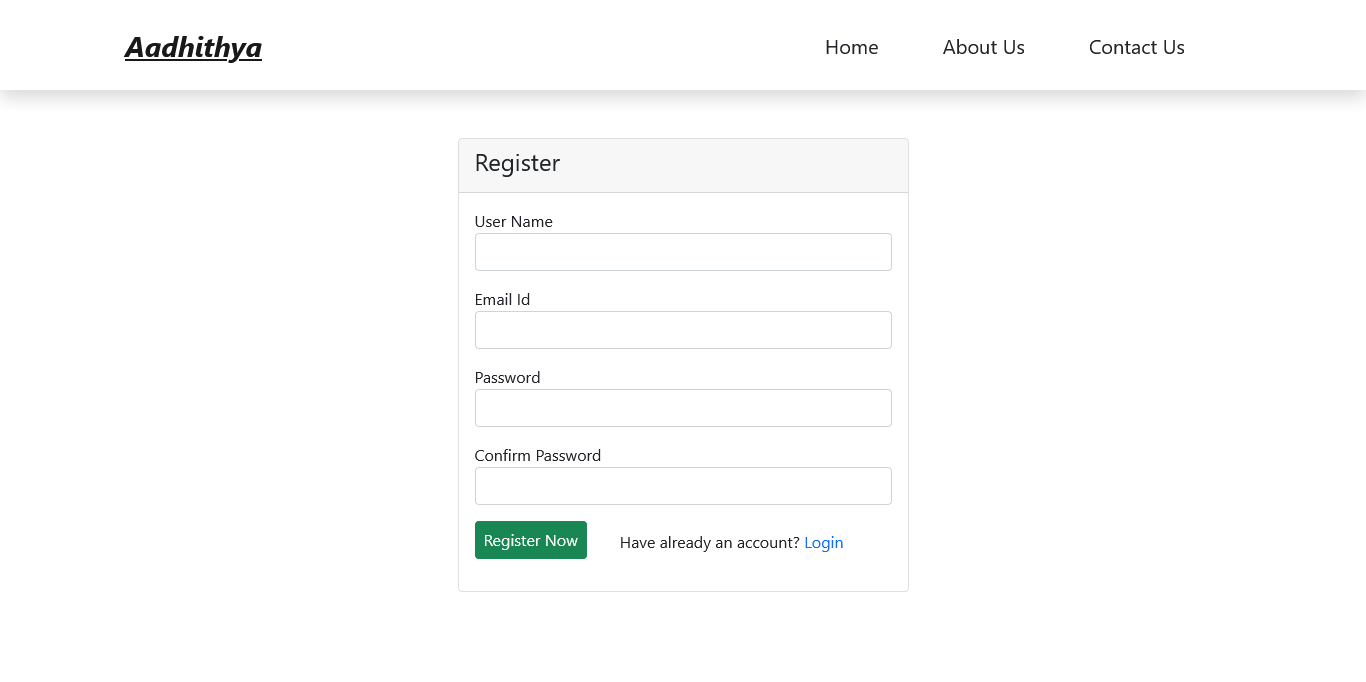 Aadhithya Home About Us Contact Us
Register
User Name
Email Id
Password
Confirm Password
Register Now Have already an account? Login